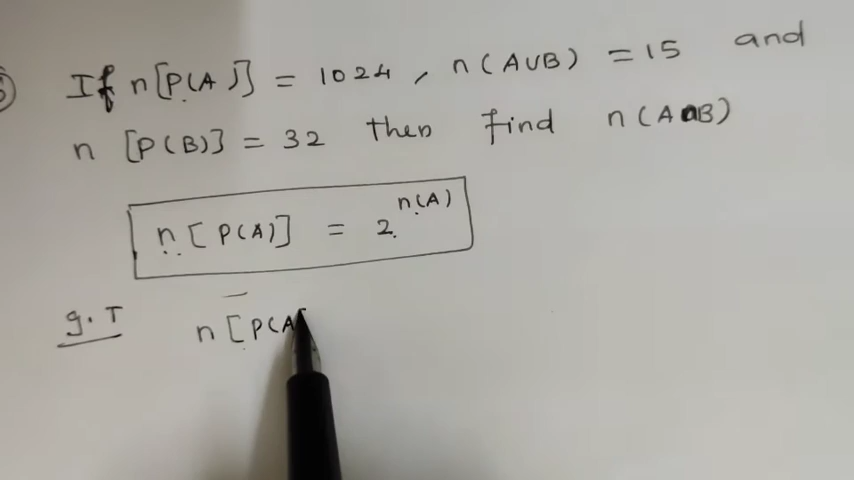 If n[P(A)] = 1024, n(A∪B) = 15 and
n [P(B)] = 32 then find n(A∩B)
n[P(A)] = 2^n(A)
g.T n[P(A